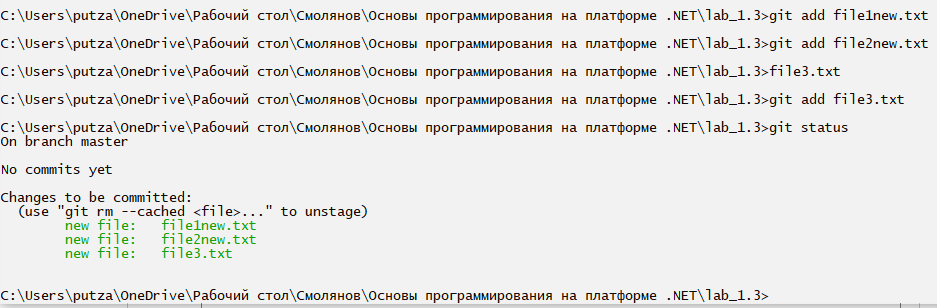 C:\Users\putza\OneDrive\Рабочий стол\Смолянов\Основы программирования на платформе .NET\lab_1.3>git add file1new.txt
C:\Users\putza\OneDrive\Рабочий стол\Смолянов\Основы программирования на платформе .NET\lab_1.3>git add file2new.txt
C:\Users\putza\OneDrive\Рабочий стол\Смолянов\Основы программирования на платформе .NET\lab_1.3>file3.txt
C:\Users\putza\OneDrive\Рабочий стол\Смолянов\Основы программирования на платформе .NET\lab_1.3>git add file3.txt
C:\Users\putza\OneDrive\Рабочий стол\Смолянов\Основы программирования на платформе .NET\lab_1.3>git status
On branch master
No commits yet
Changes to be committed:
  (use "git rm --cached <file>..." to unstage)
        new file:   file1new.txt
        new file:   file2new.txt
        new file:   file3.txt
C:\Users\putza\OneDrive\Рабочий стол\Смолянов\Основы программирования на платформе .NET\lab_1.3>